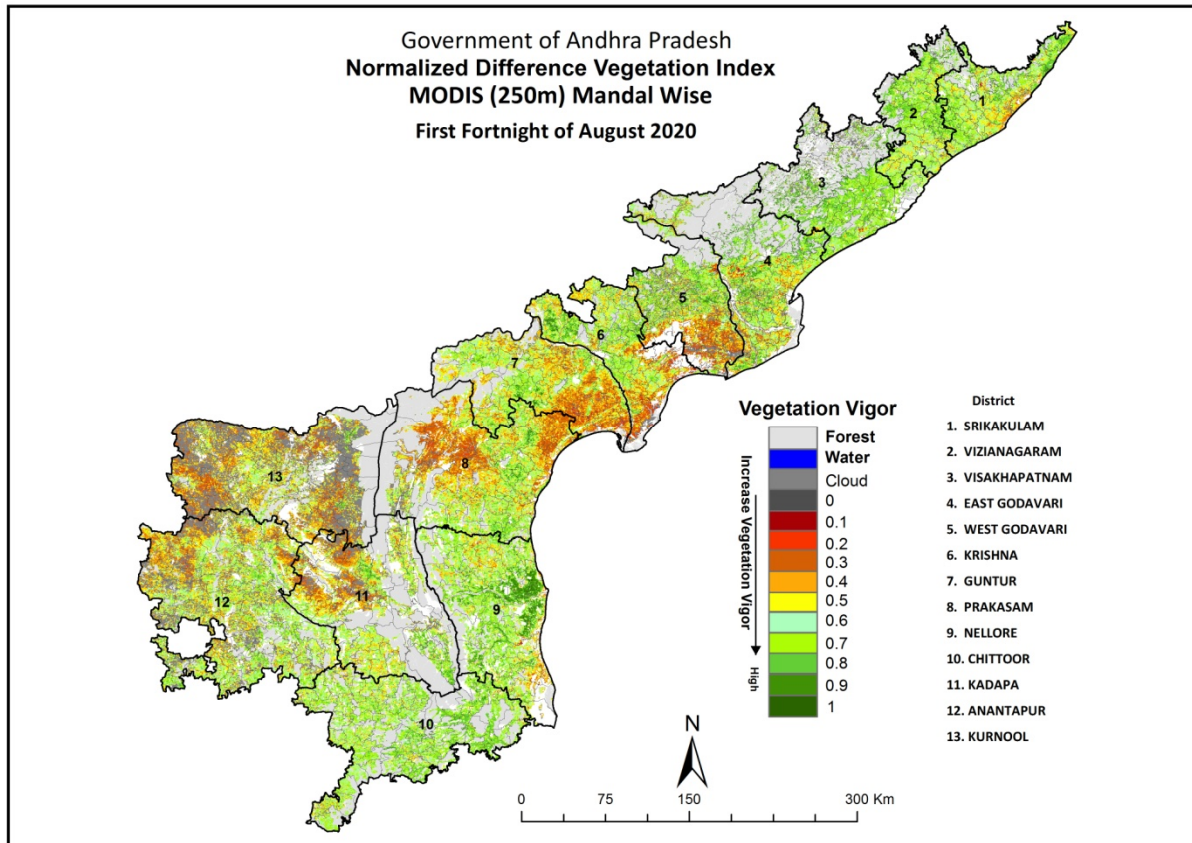 Government of Andhra Pradesh
Normalized Difference Vegetation Index
MODIS (250m) Mandal Wise
First Fortnight of August 2020
1
2
3
4
5
6
7
8
9
10
11
12
13
Vegetation Vigor
Forest
Water
Cloud
0
0.1
0.2
0.3
0.4
0.5
0.6
0.7
0.8
0.9
1
Increase Vegetation Vigor
High
District
1. SRIKAKULAM
2. VIZIANAGARAM
3. VISAKHAPATNAM
4. EAST GODAVARI
5. WEST GODAVARI
6. KRISHNA
7. GUNTUR
8. PRAKASAM
9. NELLORE
10. CHITTOOR
11. KADAPA
12. ANANTAPUR
13. KURNOOL
N
0 75 150 300 Km